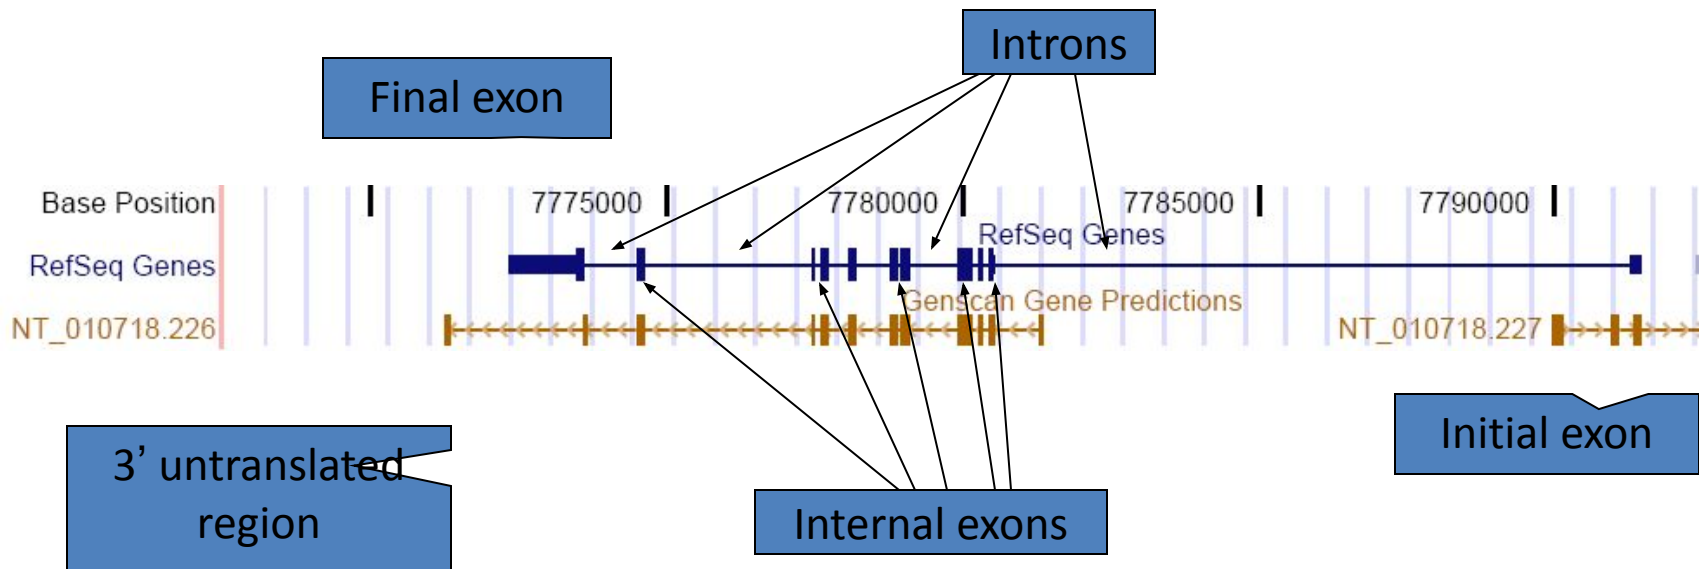 Introns
Final exon
Base Position 7775000 7780000 7785000 7790000
RefSeq Genes
RefSeq Genes
Genscan Gene Predictions
NT_010718.226 NT_010718.227
3’ untranslated
region
Initial exon
Internal exons